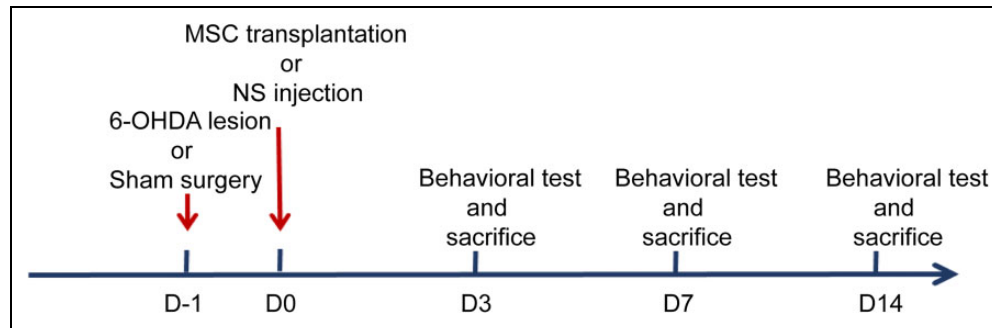 MSC transplantation
or
NS injection
6-OHDA lesion
or
Sham surgery
Behavioral test
and
sacrifice
Behavioral test
and
sacrifice
Behavioral test
and
sacrifice
D-1
D0
D3
D7
D14